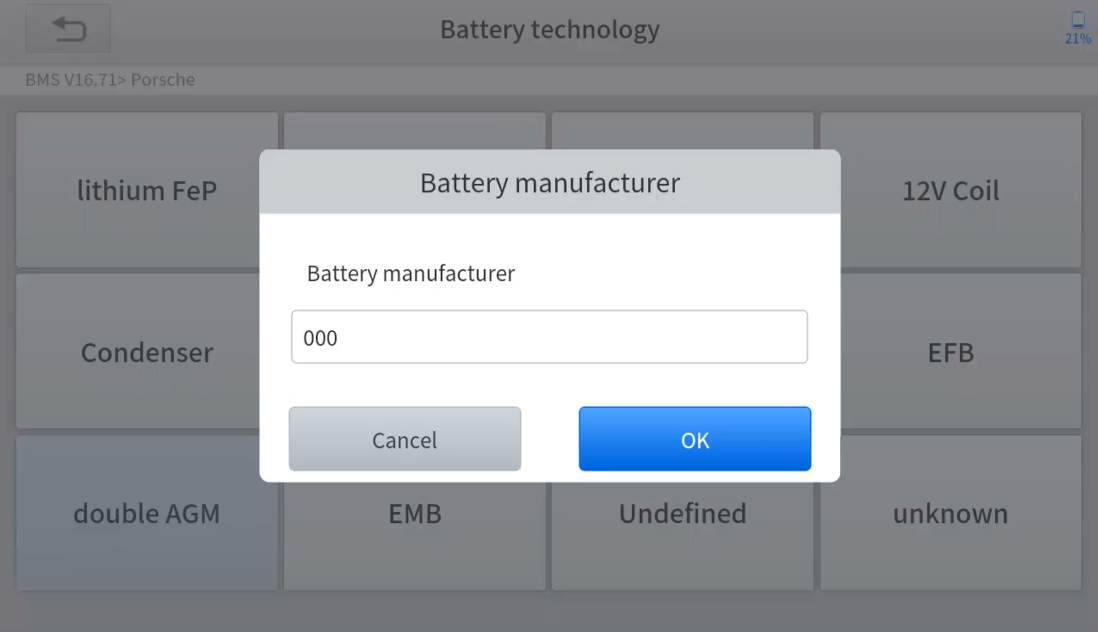 Battery technology
21%
BMS V16.71> Porsche
lithium FeP
12V Coil
Battery manufacturer
Battery manufacturer
000
Condenser
EFB
Cancel
OK
double AGM
EMB
Undefined
unknown